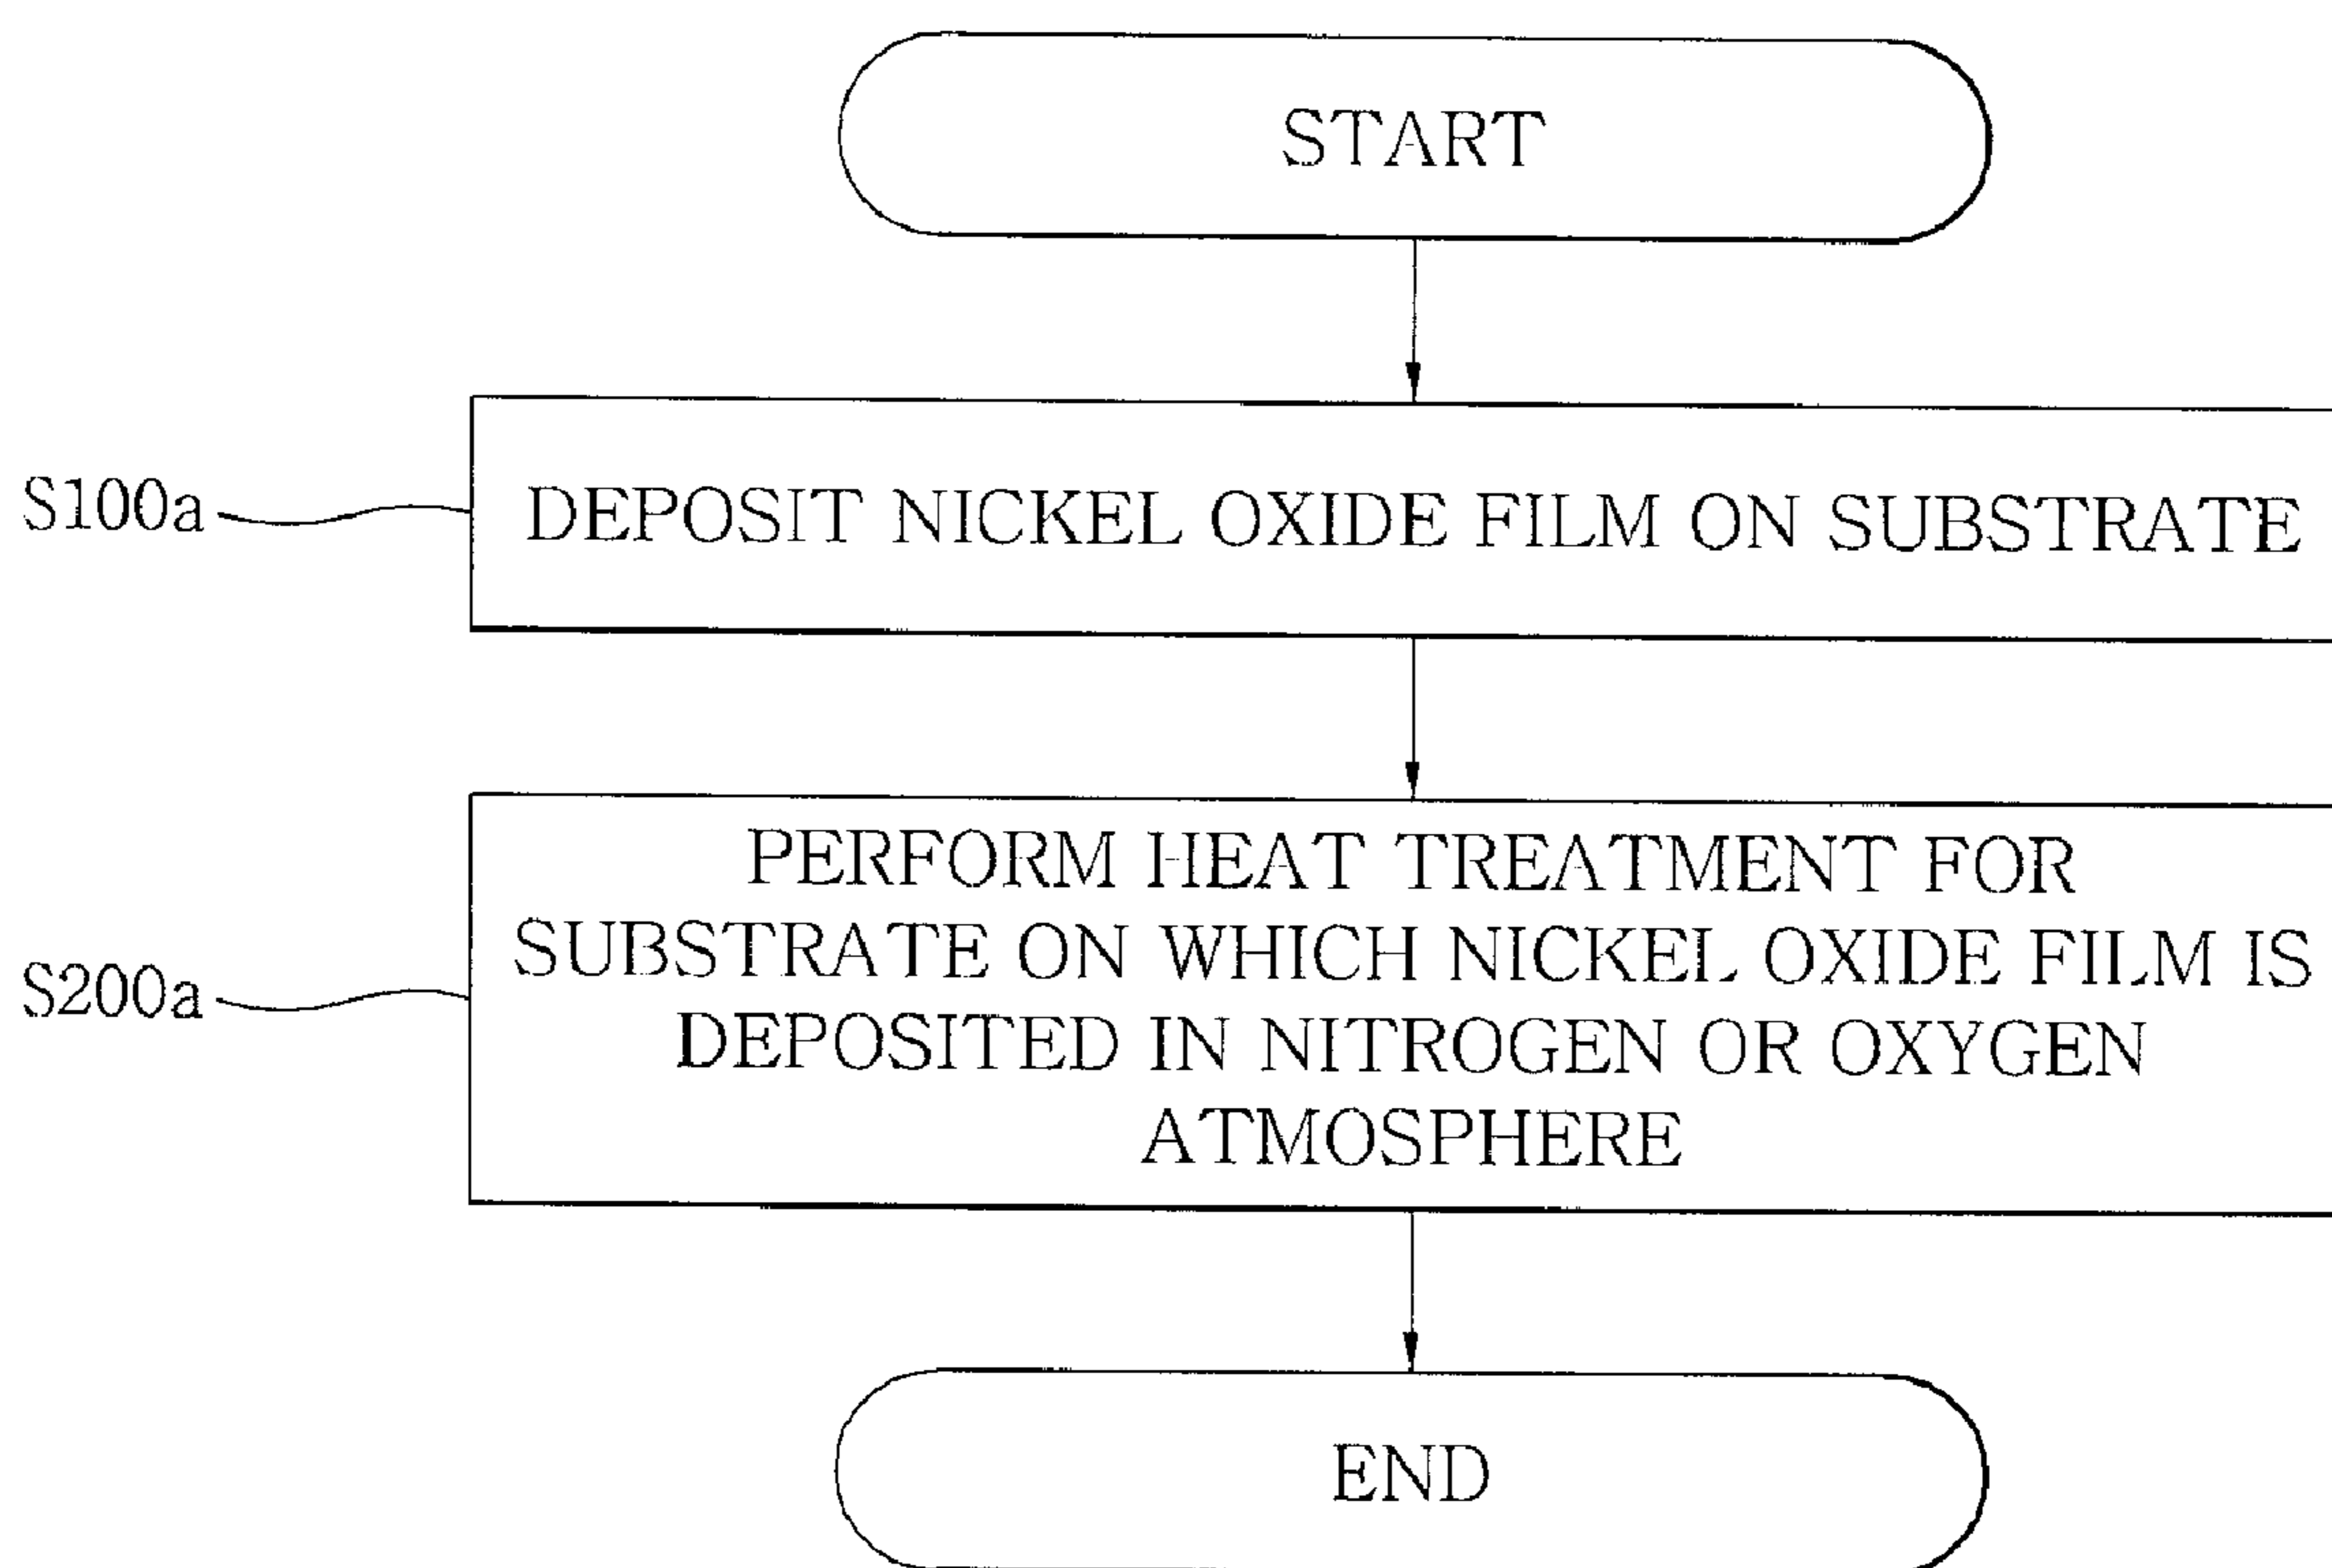 START
S100a
DEPOSIT NICKEL OXIDE FILM ON SUBSTRATE
S200a
PERFORM HEAT TREATMENT FOR
SUBSTRATE ON WHICH NICKEL OXIDE FILM IS
DEPOSITED IN NITROGEN OR OXYGEN
ATMOSPHERE
END